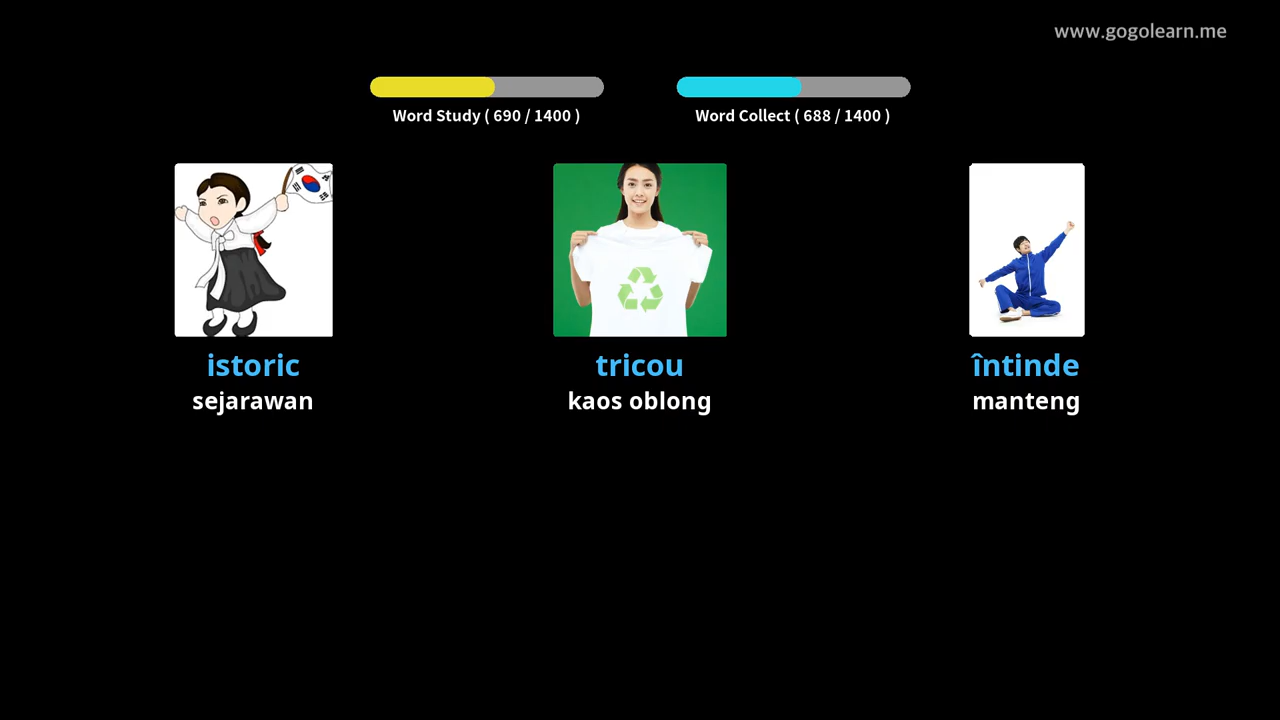 www.gogolearn.me
Word Study ( 690 / 1400 )
Word Collect ( 688 / 1400 )
istoric
sejarawan
tricou
kaos oblong
întinde
manteng